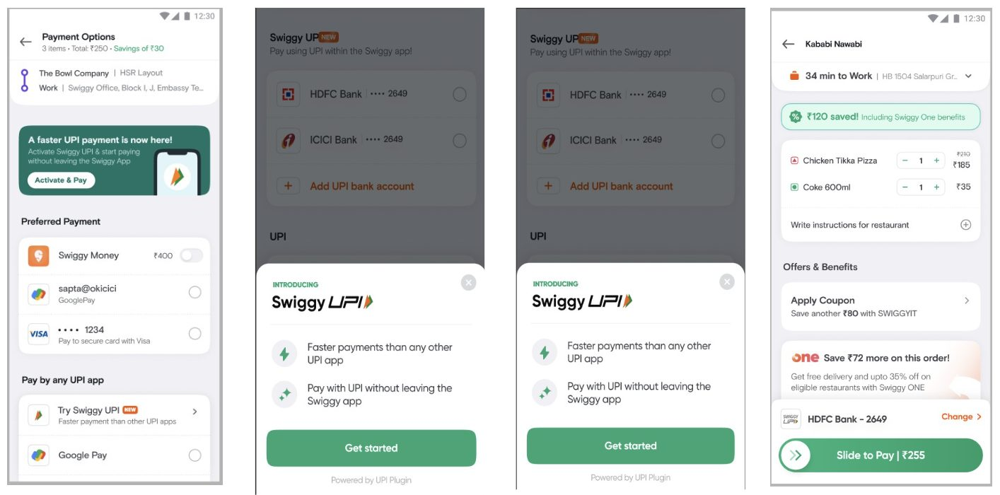 12:30
Payment Options
3 items • Total: ₹250 • Savings of ₹30
The Bowl Company | HSR Layout
Work | Swiggy Office, Block I, J, Embassy Te...
A faster UPI payment is now here!
Activate Swiggy UPI & start paying
without leaving the Swiggy App
Activate & Pay
Preferred Payment
Swiggy Money ₹400
sapta@okicici
GooglePay
VISA •••• 1234
Pay to secure card with Visa
Pay by any UPI app
Try Swiggy UPI NEW
Faster payment than other UPI apps
Google Pay
Swiggy UPI NEW
Pay using UPI within the Swiggy app!
HDFC Bank | •••• 2649
ICICI Bank | •••• 2649
+ Add UPI bank account
UPI
INTRODUCING
Swiggy UPI
Faster payments than any other
UPI app
Pay with UPI without leaving the
Swiggy app
Get started
Powered by UPI Plugin
Swiggy UPI NEW
Pay using UPI within the Swiggy app!
HDFC Bank | •••• 2649
ICICI Bank | •••• 2649
+ Add UPI bank account
UPI
INTRODUCING
Swiggy UPI
Faster payments than any other
UPI app
Pay with UPI without leaving the
Swiggy app
Get started
Powered by UPI Plugin
12:30
Kababi Nawabi
34 min to Work | HB 1504 Salarpuri Gr...
₹120 saved! Including Swiggy One benefits
Chicken Tikka Pizza − 1 + ₹210
₹185
Coke 600ml − 1 + ₹35
Write instructions for restaurant
Offers & Benefits
Apply Coupon
Save another ₹80 with SWIGGYIT
one Save ₹72 more on this order!
Get free delivery and upto 35% off on
eligible restaurants with Swiggy ONE
SWIGGY UPI HDFC Bank - 2649 Change
Slide to Pay | ₹255